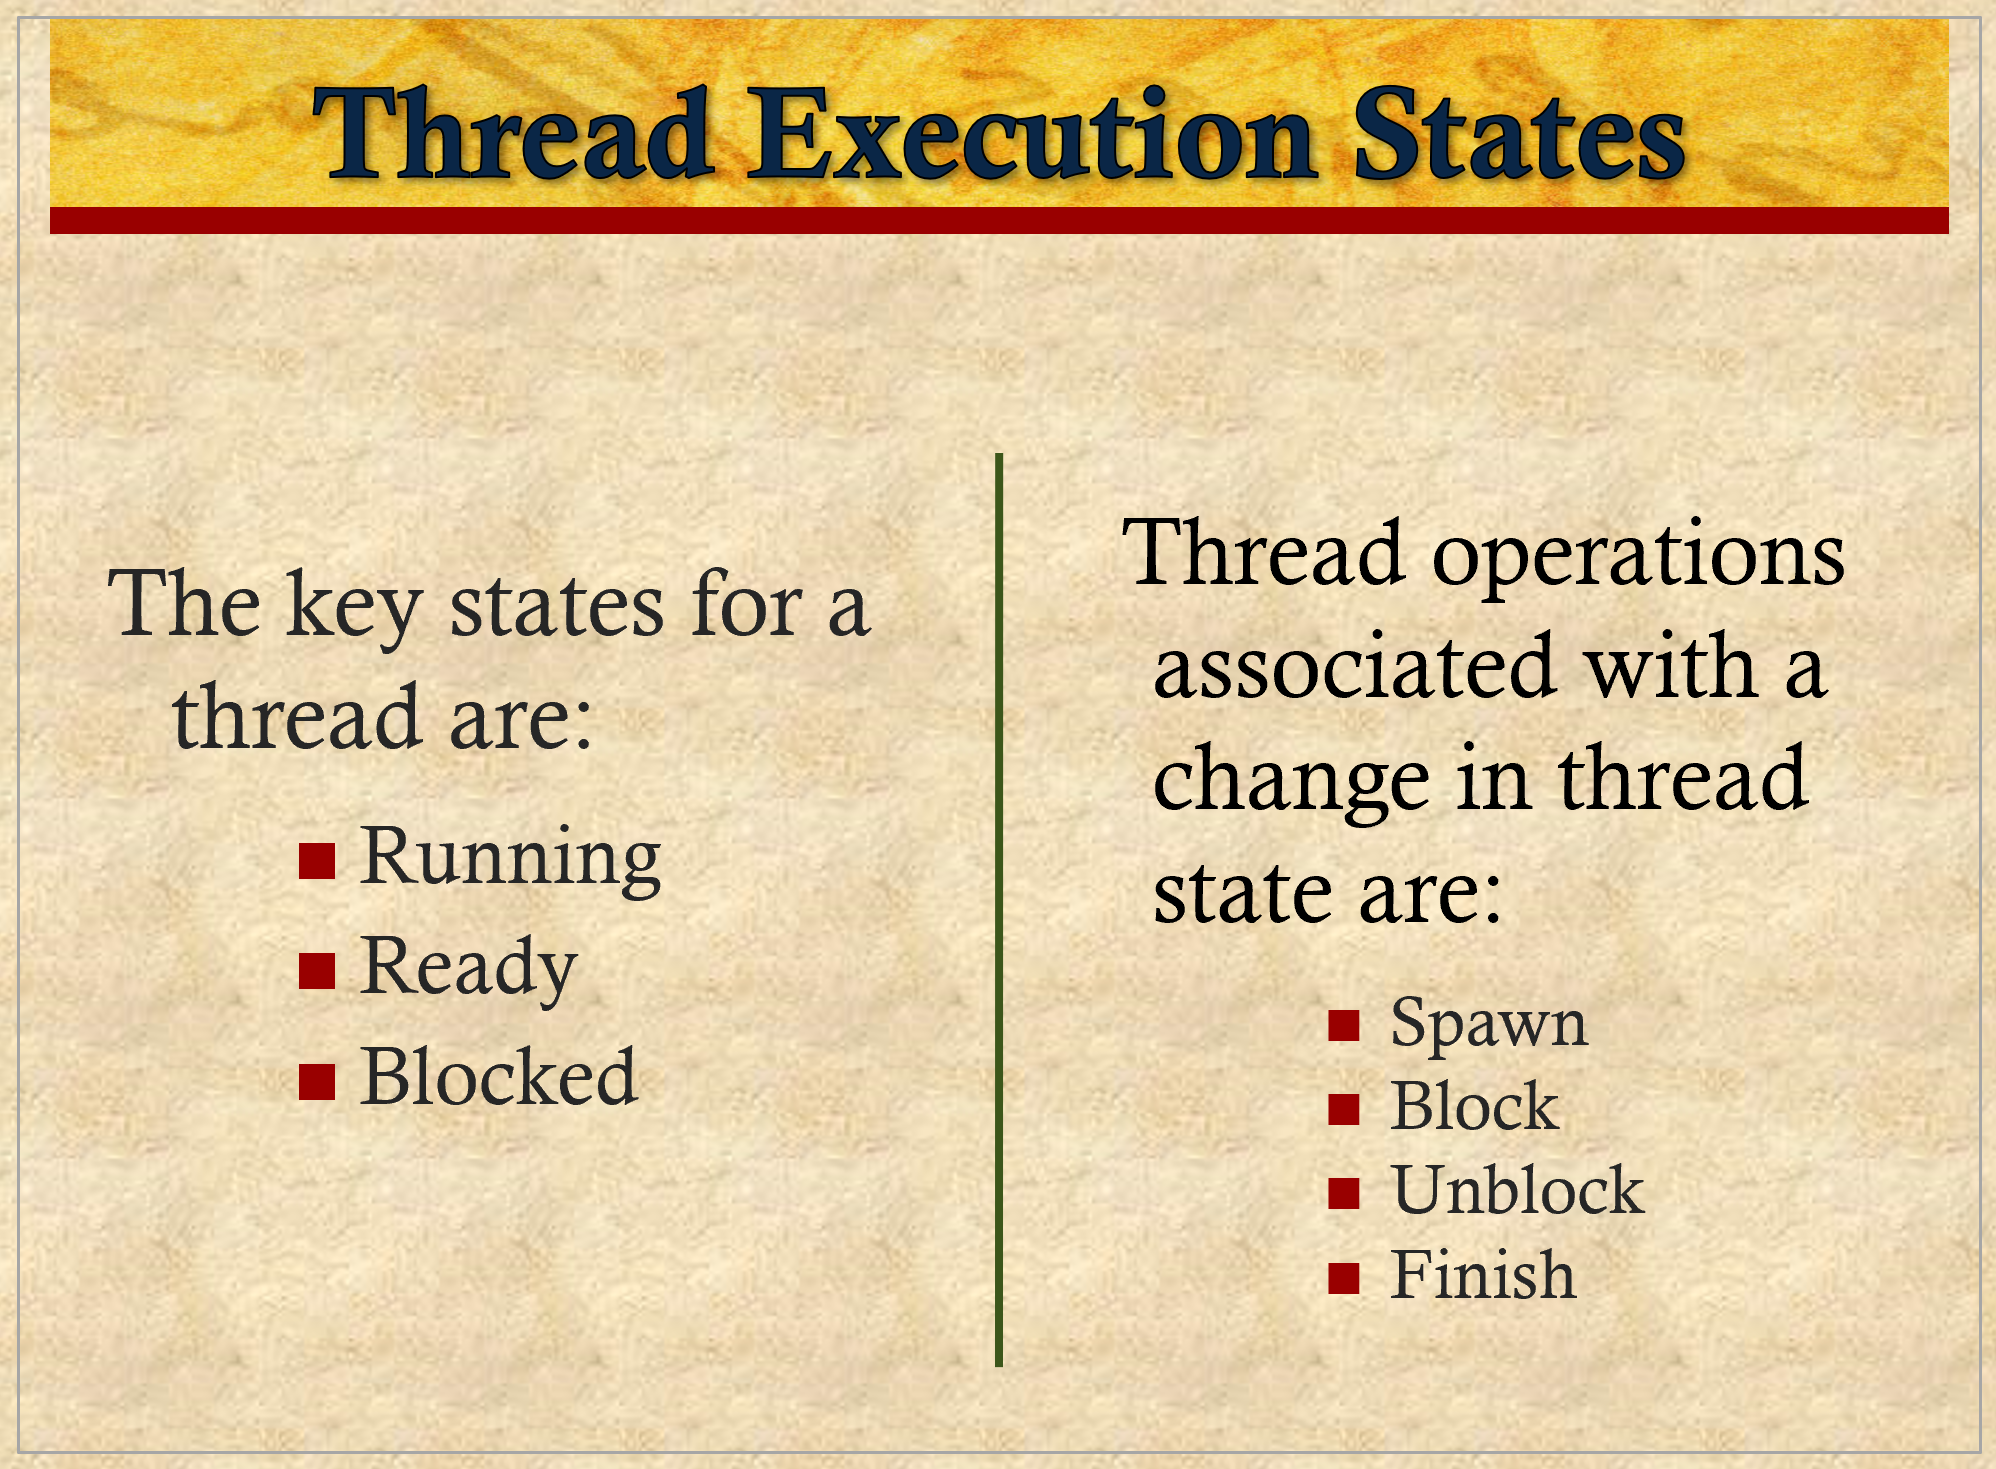 Thread Execution States
The key states for a
thread are:
Running
Ready
Blocked
Thread operations
associated with a
change in thread
state are:
Spawn
Block
Unblock
Finish